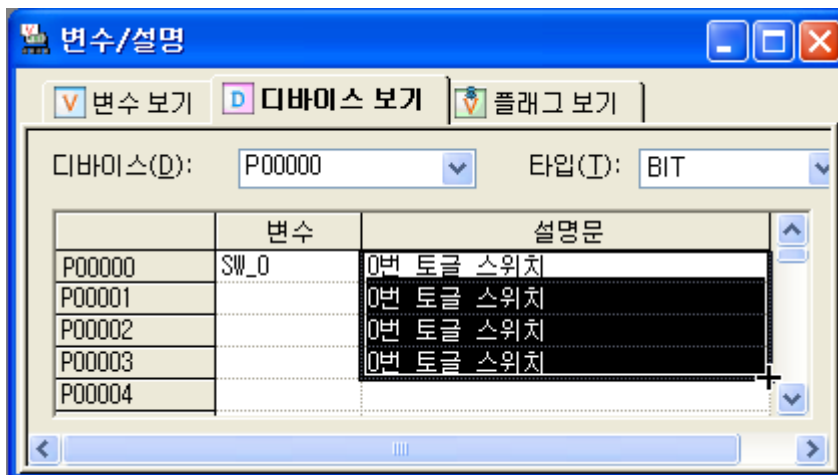 변수/설명
변수 보기 디바이스 보기 플래그 보기
디바이스(D): P00000 타입(T): BIT
변수 설명문
P00000 SW_0 0번 토글 스위치
P00001 0번 토글 스위치
P00002 0번 토글 스위치
P00003 0번 토글 스위치
P00004